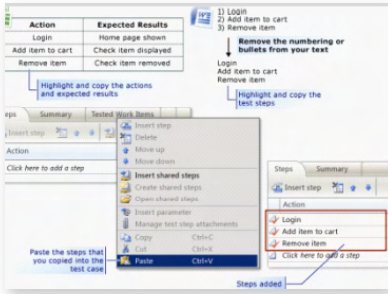 Action Expected Results
Login Home page shown
Add item to cart Check item displayed
Remove item Check item removed
Highlight and copy the actions
and expected results
1) Login
2) Add item to cart
3) Remove item
Remove the numbering or
bullets from your text
Login
Add item to cart
Remove item
Highlight and copy the
test steps
eps Summary Tested Work Items
Insert step
Action
Click here to add a step
Insert step
Delete
Move up
Move down
Insert shared steps
Create shared steps
Open shared steps
Insert parameter
Manage test step attachments
Copy Ctrl+C
Cut Ctrl+X
Paste Ctrl+V
Paste the steps that
you copied into the
test case
Steps Summary
Insert step
Action
Login
Add item to cart
Remove item
Click here to add a step
Steps added